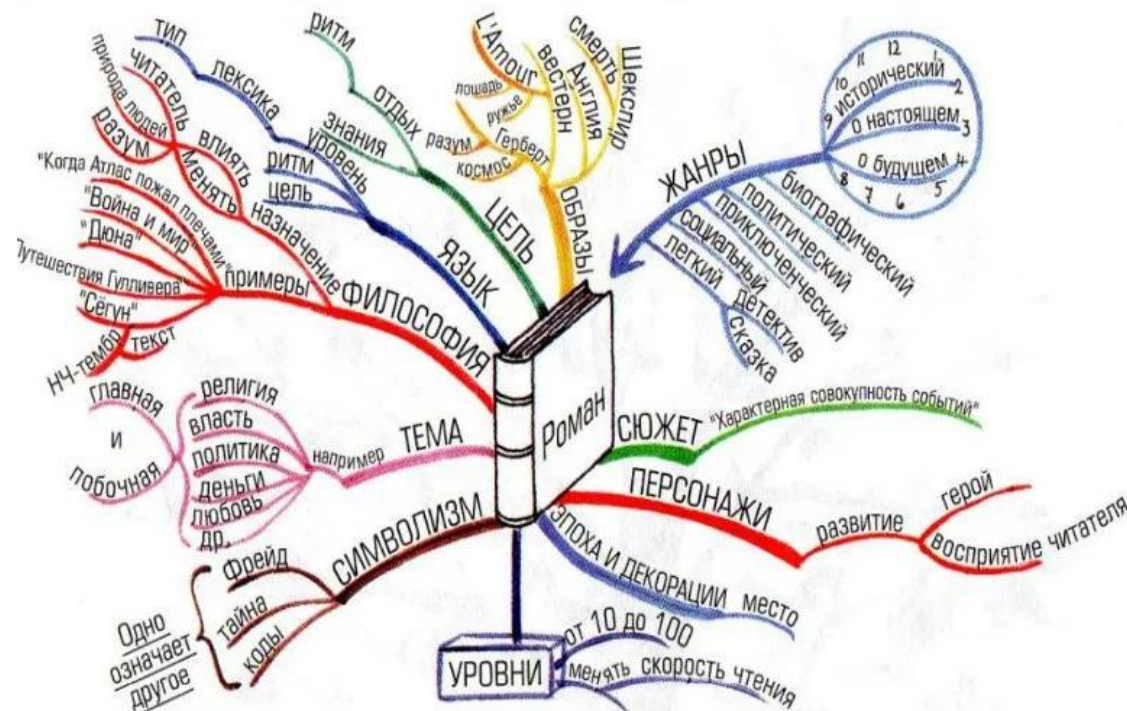 Роман
ЖАНРЫ
12
1
2
3
4
5
6
7
8
9
10
11
исторический
о настоящем
о будущем
биографический
политический
приключенческий
социальный
легкий
детектив
сказка
СЮЖЕТ
"Характерная совокупность событий"
ПЕРСОНАЖИ
развитие
герой
восприятие читателя
ЭПОХА И ДЕКОРАЦИИ
место
УРОВНИ
от 10 до 100
менять скорость чтения
СИМВОЛИЗМ
Фрейд
тайна
коды
Одно
означает
другое
ТЕМА
например
религия
власть
политика
деньги
любовь
др.
главная
и
побочная
ФИЛОСОФИЯ
примеры
"Когда Атлас пожал плечами"
"Война и мир"
"Дюна"
Путешествия Гулливера"
"Сёгун"
НЧ-тембр
текст
назначение
влиять
менять
читатель
природа людей
разум
ЯЗЫК
уровень
лексика
тип
ритм
цель
ЦЕЛЬ
знания
отдых
ритм
ОБРАЗЫ
Герберт
разум
космос
вестерн
L'Amour
лошадь
ружье
Англия
смерть
Шекспир